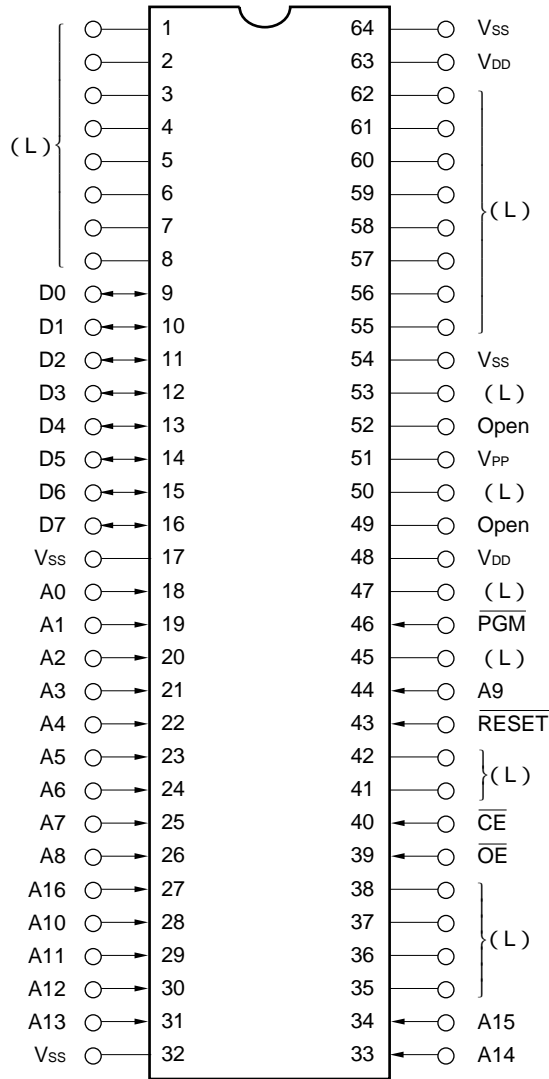 1 64 VSS
2 63 VDD
3 62
(L) 4 61
5 60
6 59 (L)
7 58
8 57
D0 9 56
D1 10 55
D2 11 54 VSS
D3 12 53 (L)
D4 13 52 Open
D5 14 51 VPP
D6 15 50 (L)
D7 16 49 Open
VSS 17 48 VDD
A0 18 47 (L)
A1 19 46 PGM
A2 20 45 (L)
A3 21 44 A9
A4 22 43 RESET
A5 23 42 (L)
A6 24 41
A7 25 40 CE
A8 26 39 OE
A16 27 38
A10 28 37 (L)
A11 29 36
A12 30 35
A13 31 34 A15
VSS 32 33 A14